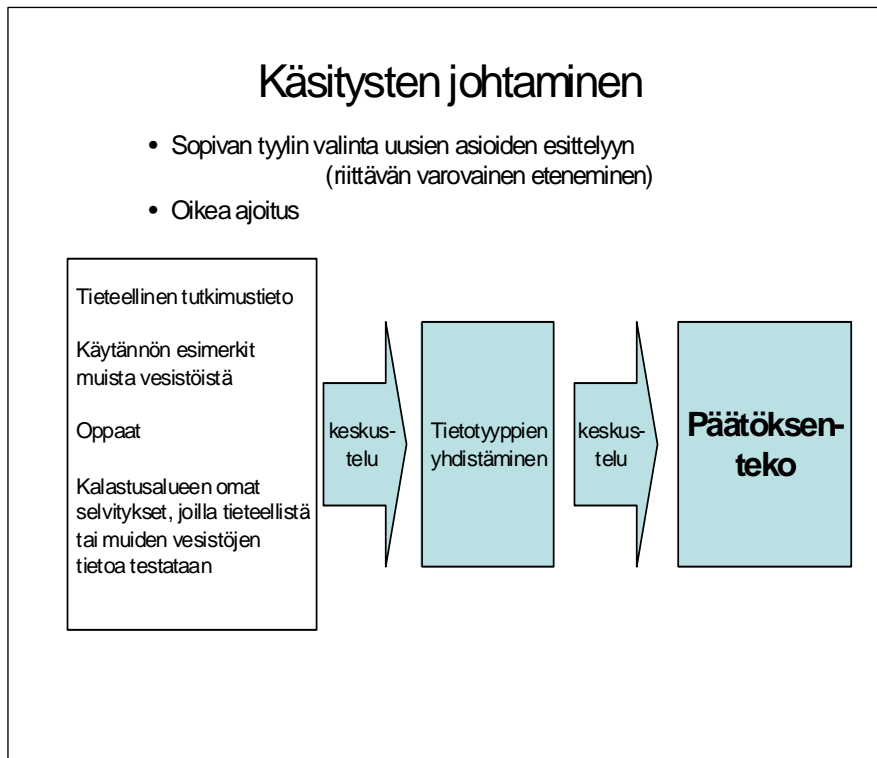 Käsitysten johtaminen
• Sopivan tyylin valinta uusien asioiden esittelyyn
(riittävän varovainen eteneminen)
• Oikea ajoitus
Tieteellinen tutkimustieto
Käytännön esimerkit
muista vesistöistä
Oppaat
Kalastusalueen omat
selvitykset, joilla tieteellistä
tai muiden vesistöjen
tietoa testataan
keskus-
telu
Tietotyyppien
yhdistäminen
keskus-
telu
Päätöksen-
teko